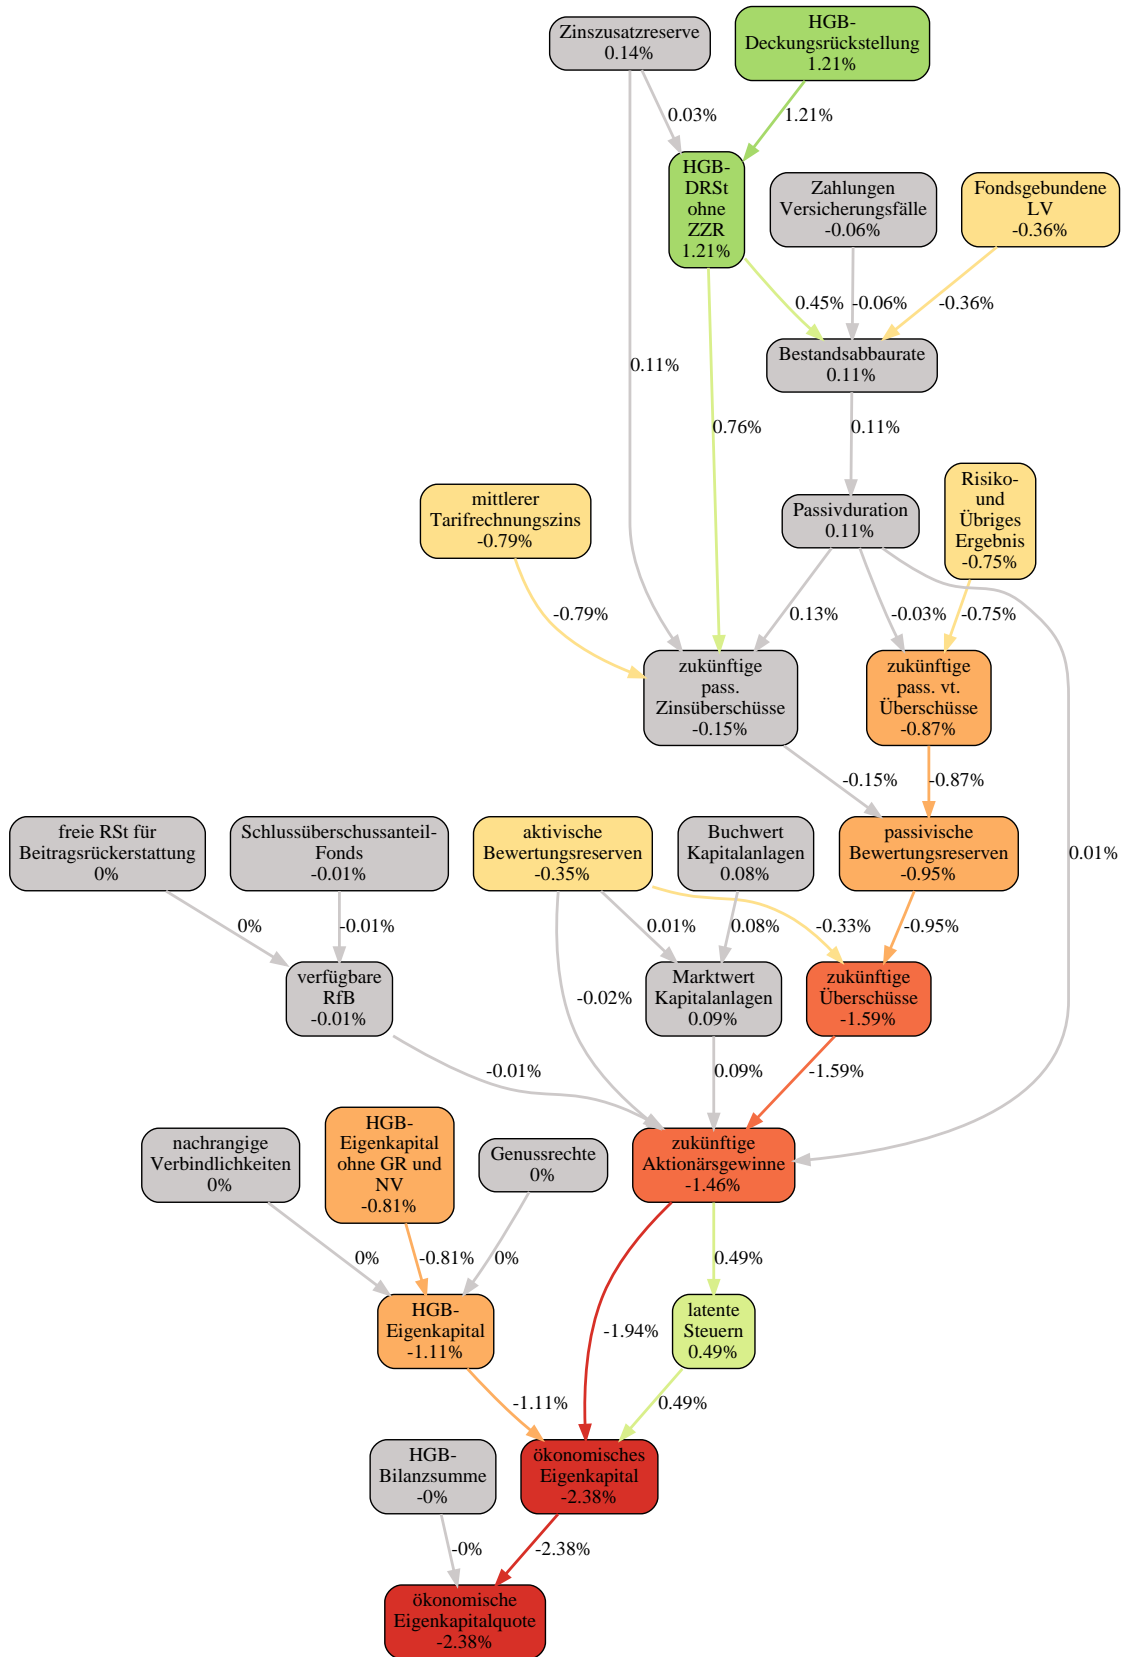 Zinszusatzreserve
0.14%
HGB-
Deckungsrückstellung
1.21%
0.03%
1.21%
HGB-
DRSt
ohne
ZZR
1.21%
Zahlungen
Versicherungsfälle
-0.06%
Fondsgebundene
LV
-0.36%
0.45%
-0.06%
-0.36%
Bestandsabbaurate
0.11%
0.11%
0.76%
0.11%
mittlerer
Tarifrechnungszins
-0.79%
Passivduration
0.11%
Risiko-
und
Übriges
Ergebnis
-0.75%
-0.79%
0.13%
-0.03%
-0.75%
zukünftige
pass.
Zinsüberschüsse
-0.15%
zukünftige
pass. vt.
Überschüsse
-0.87%
-0.15%
-0.87%
freie RSt für
Beitragsrückerstattung
0%
Schlussüberschussanteil-
Fonds
-0.01%
aktivische
Bewertungsreserven
-0.35%
Buchwert
Kapitalanlagen
0.08%
passivische
Bewertungsreserven
-0.95%
0.01%
0%
-0.01%
0.01%
0.08%
-0.33%
-0.95%
verfügbare
RfB
-0.01%
-0.02%
Marktwert
Kapitalanlagen
0.09%
zukünftige
Überschüsse
-1.59%
-0.01%
0.09%
-1.59%
nachrangige
Verbindlichkeiten
0%
HGB-
Eigenkapital
ohne GR und
NV
-0.81%
Genussrechte
0%
zukünftige
Aktionärsgewinne
-1.46%
0%
-0.81%
0%
0.49%
HGB-
Eigenkapital
-1.11%
-1.94%
latente
Steuern
0.49%
-1.11%
0.49%
HGB-
Bilanzsumme
-0%
ökonomisches
Eigenkapital
-2.38%
-0%
-2.38%
ökonomische
Eigenkapitalquote
-2.38%